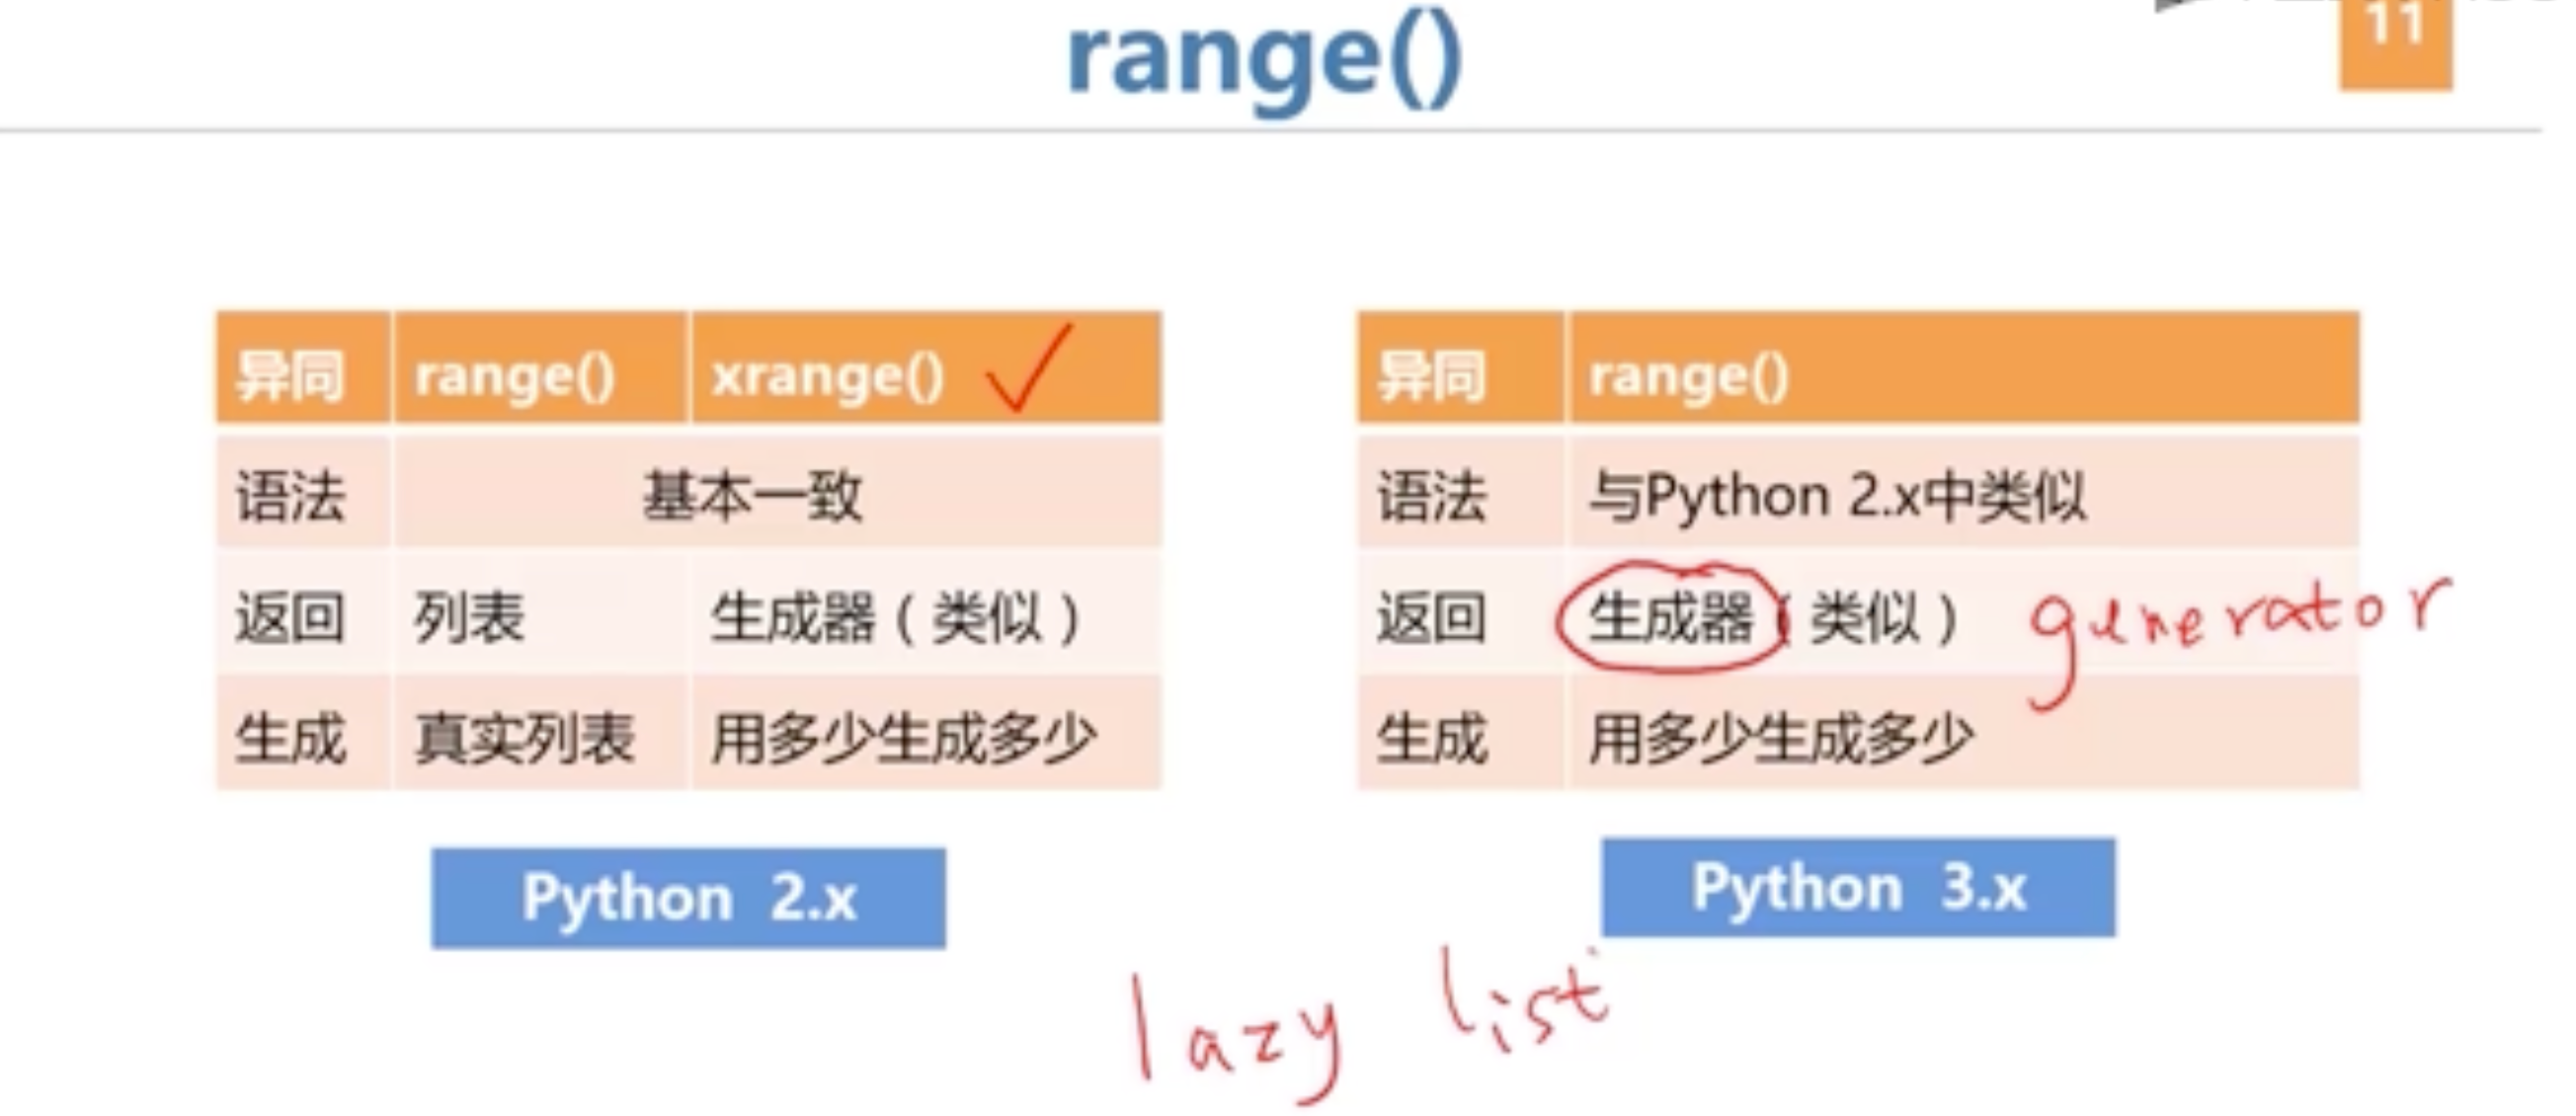 range()
11
异同 range() xrange()
语法 基本一致
返回 列表 生成器（类似）
生成 真实列表 用多少生成多少
Python 2.x
异同 range()
语法 与Python 2.x中类似
返回 生成器（类似） generator
生成 用多少生成多少
Python 3.x
lazy list